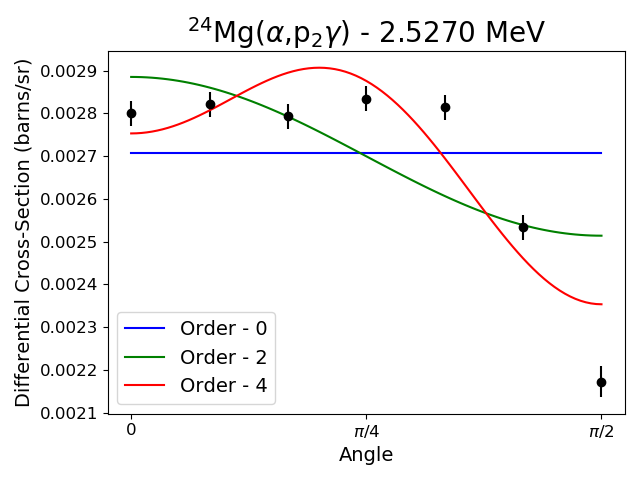 ²⁴Mg(α,p₂γ) - 2.5270 MeV
Differential Cross-Section (barns/sr)
0.0029
0.0028
0.0027
0.0026
0.0025
0.0024
0.0023
0.0022
0.0021
Order - 0
Order - 2
Order - 4
0
π/4
π/2
Angle